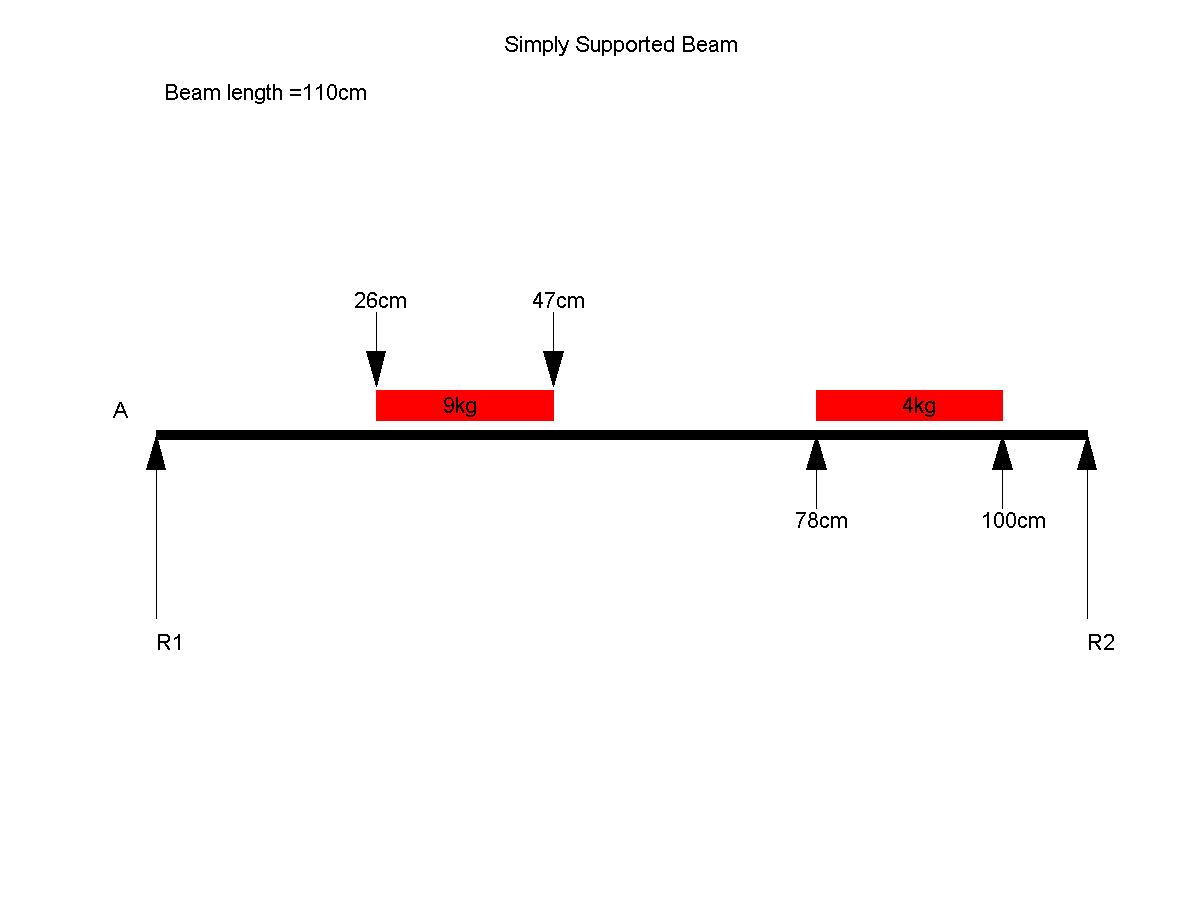 Simply Supported Beam
Beam length =110cm
26cm
47cm
9kg
4kg
A
78cm
100cm
R1
R2